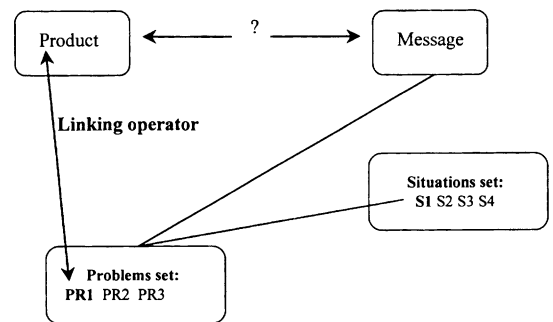 ?
Product
Message
Linking operator
Situations set:
S1 S2 S3 S4
Problems set:
PR1 PR2 PR3